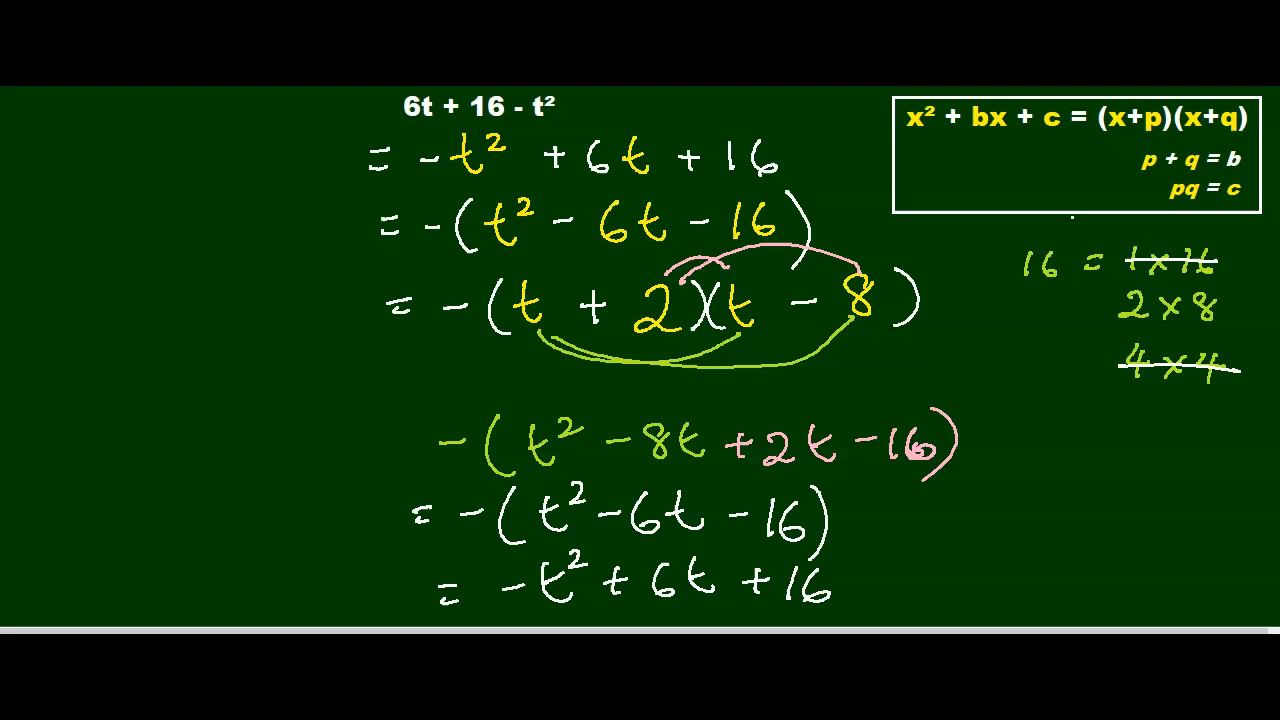 6t + 16 - t²
= -t² + 6t + 16
= -(t² - 6t - 16)
= -(t + 2)(t - 8)
-(t² - 8t + 2t - 16)
= -(t² - 6t - 16)
= -t² + 6t + 16
x² + bx + c = (x+p)(x+q)
p + q = b
pq = c
16 = 1 x 16
2 x 8
4 x 4